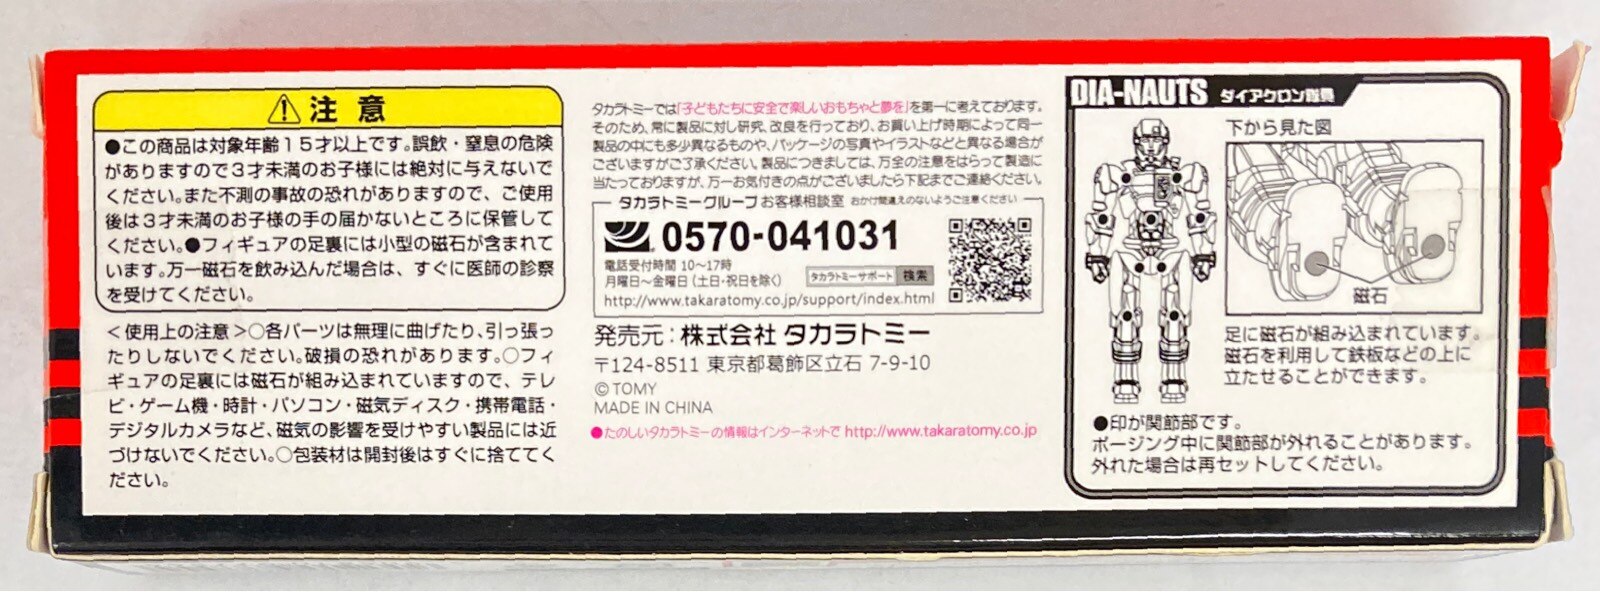 ⚠注意
●この商品は対象年齢15才以上です。誤飲・窒息の危険
がありますので3才未満のお子様には絶対に与えないで
ください。また不測の事故の恐れがありますので、ご使用
後は3才未満のお子様の手の届かないところに保管して
ください。●フィギュアの足裏には小型の磁石が含まれて
います。万一磁石を飲み込んだ場合は、すぐに医師の診察
を受けてください。
＜使用上の注意＞○各パーツは無理に曲げたり、引っ張っ
たりしないでください。破損の恐れがあります。○フィ
ギュアの足裏には磁石が組み込まれていますので、テレ
ビ・ゲーム機・時計・パソコン・磁気ディスク・携帯電話・
デジタルカメラなど、磁気の影響を受けやすい製品には近
づけないでください。○包装材は開封後はすぐに捨ててく
ださい。
タカラトミーでは「子どもたちに安全で楽しいおもちゃと夢を」を第一に考えております。
そのため、常に製品に対し研究、改良を行っており、お買い上げ時期によって同一
製品の中にも多少異なるものや、パッケージの写真やイラストなどと異なる場合が
ございますがご了承ください。製品につきましては、万全の注意をはらって製造に
当たっておりますが、万一お気付きの点がございましたら下記までご連絡ください。
タカラトミーグループ お客様相談室 おかけ間違えのないようご注意ください
0570-041031
電話受付時間 10〜17時
月曜日〜金曜日 (土日・祝日を除く)
タカラトミーサポート 検索
http://www.takaratomy.co.jp/support/index.html
発売元：株式会社 タカラトミー
〒124-8511 東京都葛飾区立石 7-9-10
©TOMY
MADE IN CHINA
●たのしいタカラトミーの情報はインターネットで http://www.takaratomy.co.jp
DIA-NAUTS ダイアクロン隊員
下から見た図
磁石
足に磁石が組み込まれています。
磁石を利用して鉄板などの上に
立たせることができます。
●印が関節部です。
ポージング中に関節部が外れることがあります。
外れた場合は再セットしてください。